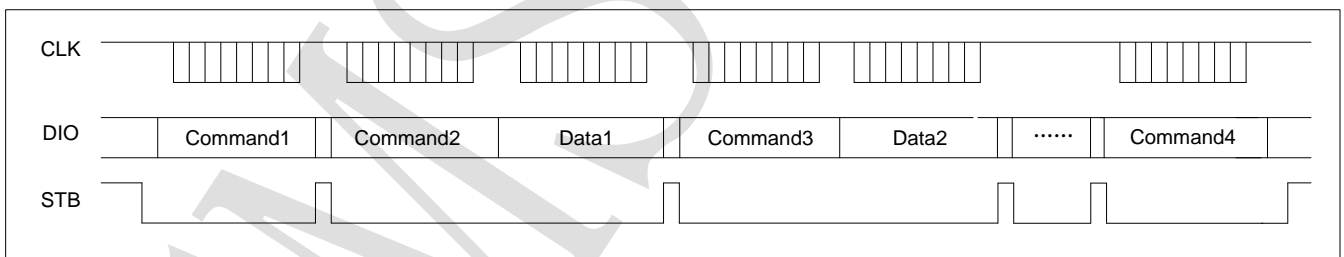 CLK
DIO Command1 Command2 Data1 Command3 Data2 ...... Command4
STB